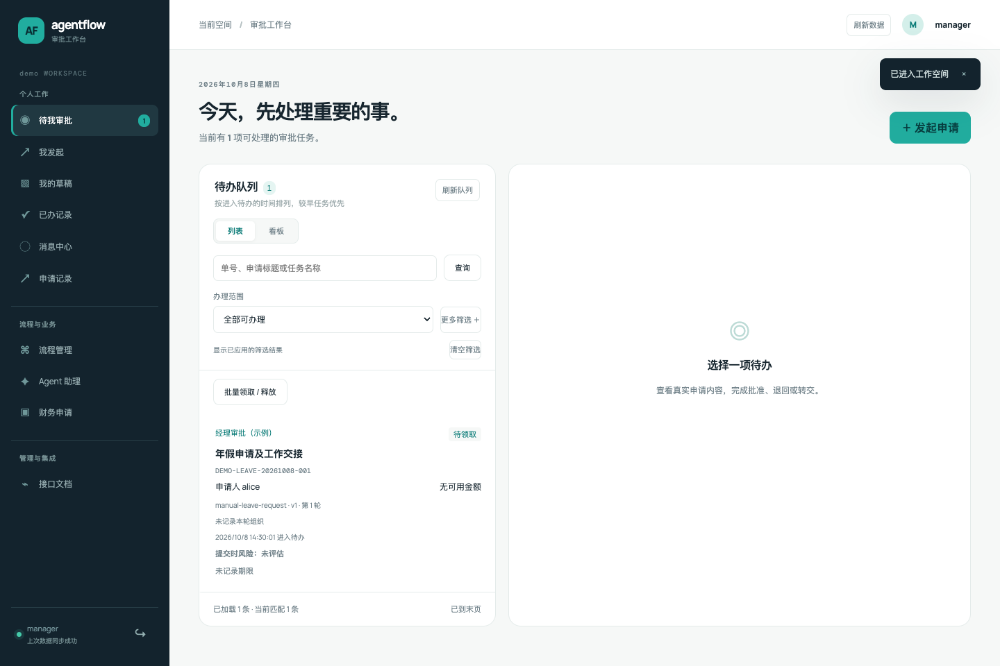 AF
agentflow
审批工作台
demo WORKSPACE
个人工作
待我审批
1
我发起
我的草稿
已办记录
消息中心
申请记录
流程与业务
流程管理
Agent 助理
财务申请
管理与集成
接口文档
manager
上次数据同步成功
当前空间 / 审批工作台
刷新数据
M
manager
已进入工作空间 ×
2026年10月8日星期四
今天，先处理重要的事。
当前有 1 项可处理的审批任务。
+ 发起申请
待办队列 1
刷新队列
按进入待办的时间排列，较早任务优先
列表 看板
单号、申请标题或任务名称
查询
办理范围
全部可办理
更多筛选 +
显示已应用的筛选结果
清空筛选
批量领取 / 释放
经理审批（示例）
待领取
年假申请及工作交接
DEMO-LEAVE-20261008-001
申请人 alice
无可用金额
manual-leave-request · v1 · 第 1 轮
未记录本轮组织
2026/10/8 14:30:01 进入待办
提交时风险：未评估
未记录期限
已加载 1 条 · 当前匹配 1 条
已到末页
选择一项待办
查看真实申请内容，完成批准、退回或转交。